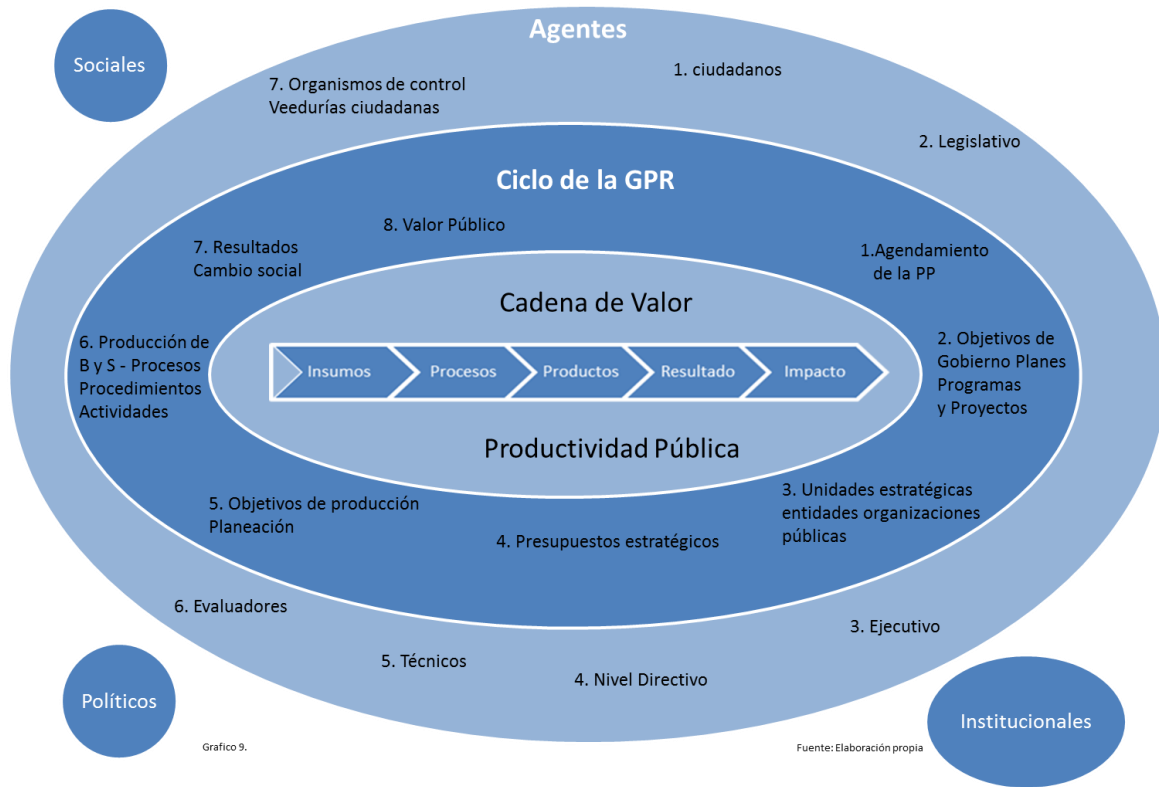 Agentes
Sociales
1. ciudadanos
7. Organismos de control
Veedurías ciudadanas
2. Legislativo
Ciclo de la GPR
8. Valor Público
7. Resultados
Cambio social
1.Agendamiento
de la PP
Cadena de Valor
6. Producción de
B y S - Procesos
Procedimientos
Actividades
2. Objetivos de
Gobierno Planes
Programas
y Proyectos
Insumos
Procesos
Productos
Resultado
Impacto
Productividad Pública
5. Objetivos de producción
Planeación
3. Unidades estratégicas
entidades organizaciones
públicas
4. Presupuestos estratégicos
6. Evaluadores
3. Ejecutivo
5. Técnicos
4. Nivel Directivo
Políticos
Institucionales
Grafico 9.
Fuente: Elaboración propia